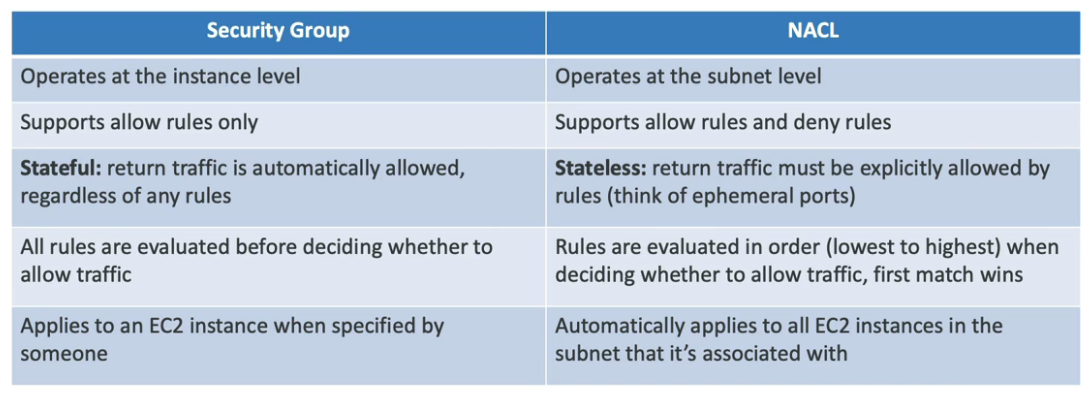 Security Group
NACL
Operates at the instance level
Operates at the subnet level
Supports allow rules only
Supports allow rules and deny rules
Stateful: return traffic is automatically allowed,
regardless of any rules
Stateless: return traffic must be explicitly allowed by
rules (think of ephemeral ports)
All rules are evaluated before deciding whether to
allow traffic
Rules are evaluated in order (lowest to highest) when
deciding whether to allow traffic, first match wins
Applies to an EC2 instance when specified by
someone
Automatically applies to all EC2 instances in the
subnet that it’s associated with